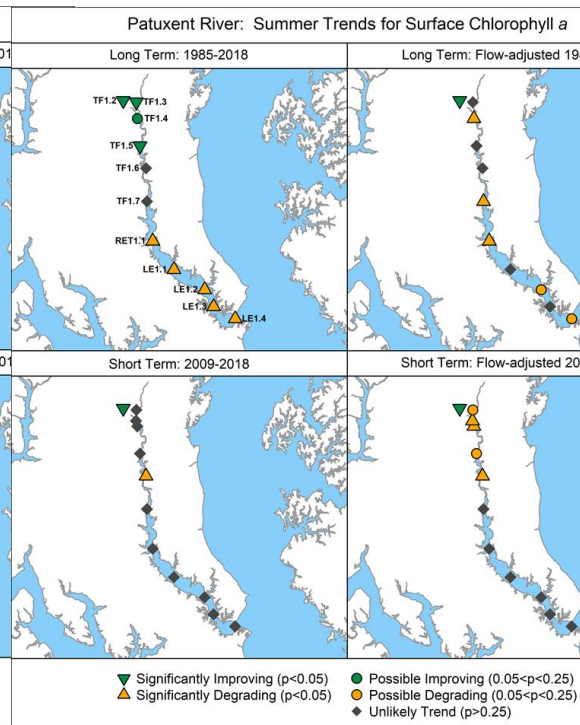 Patuxent River: Summer Trends for Surface Chlorophyll a
01
Long Term: 1985-2018
Long Term: Flow-adjusted 198
TF1.2
TF1.3
TF1.4
TF1.5
TF1.6
TF1.7
RET1.1
LE1.1
LE1.2
LE1.3
LE1.4
01
Short Term: 2009-2018
Short Term: Flow-adjusted 20
Significantly Improving (p<0.05)
Possible Improving (0.05<p<0.25)
Significantly Degrading (p<0.05)
Possible Degrading (0.05<p<0.25)
Unlikely Trend (p>0.25)